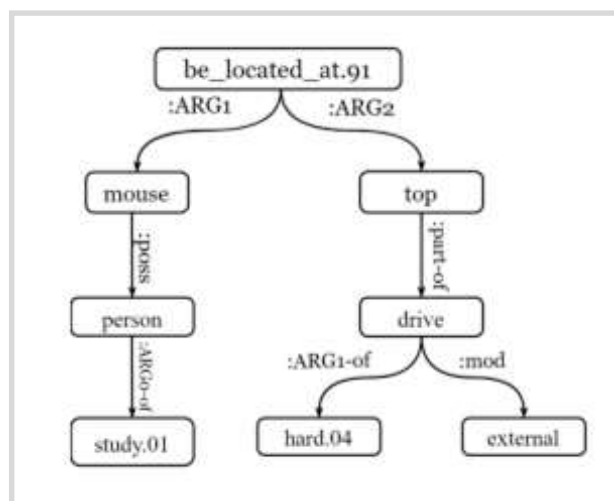 be_located_at.91
:ARG1 :ARG2
mouse top
:poss :part-of
person drive
:ARG0-of :ARG1-of :mod
study.01 hard.04 external